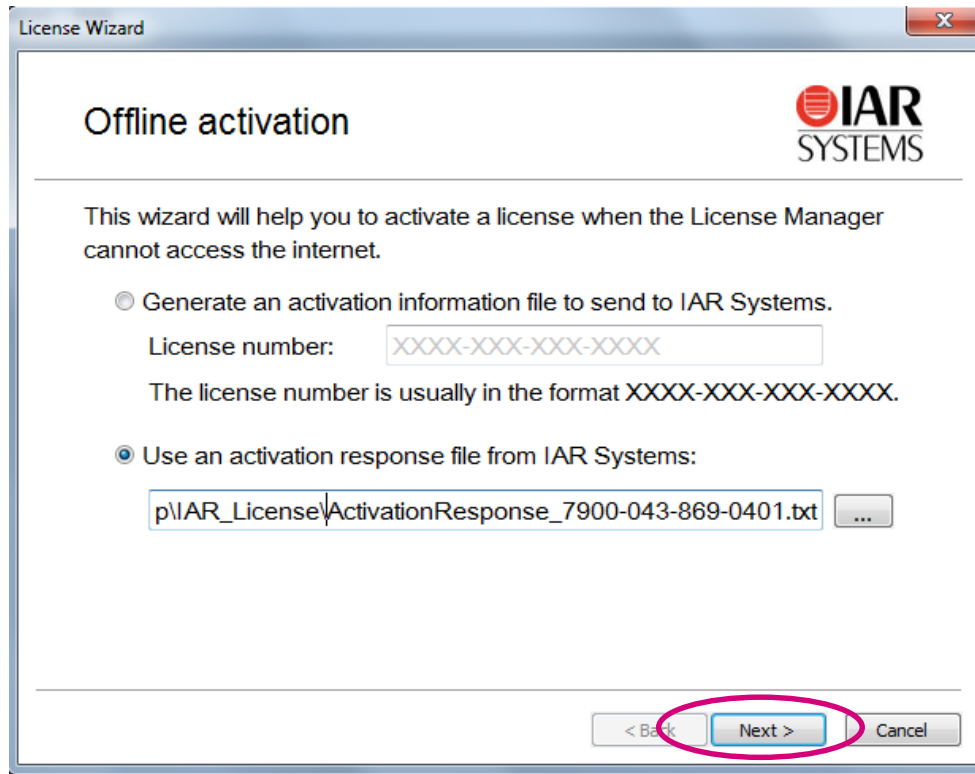 License Wizard
Offline activation
IAR
SYSTEMS
This wizard will help you to activate a license when the License Manager
cannot access the internet.
Generate an activation information file to send to IAR Systems.
License number: XXXX-XXX-XXX-XXXX
The license number is usually in the format XXXX-XXX-XXX-XXXX.
Use an activation response file from IAR Systems:
p\IAR_License\ActivationResponse_7900-043-869-0401.txt ...
< Back Next > Cancel